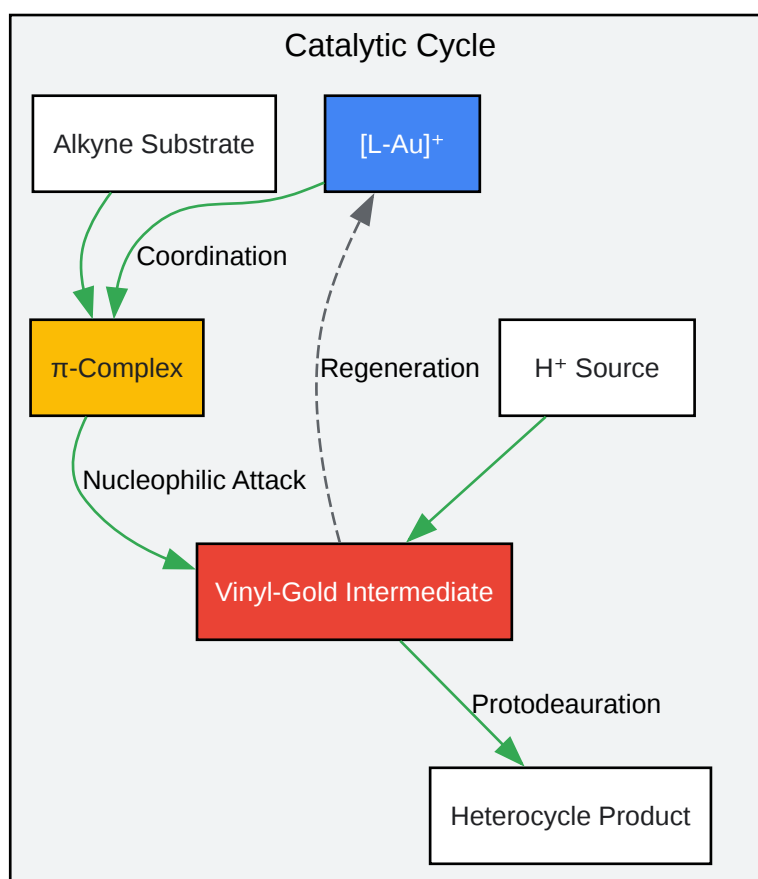 Catalytic Cycle
Alkyne Substrate
[L-Au]⁺
Coordination
π-Complex
Regeneration
H⁺ Source
Nucleophilic Attack
Vinyl-Gold Intermediate
Protodeauration
Heterocycle Product